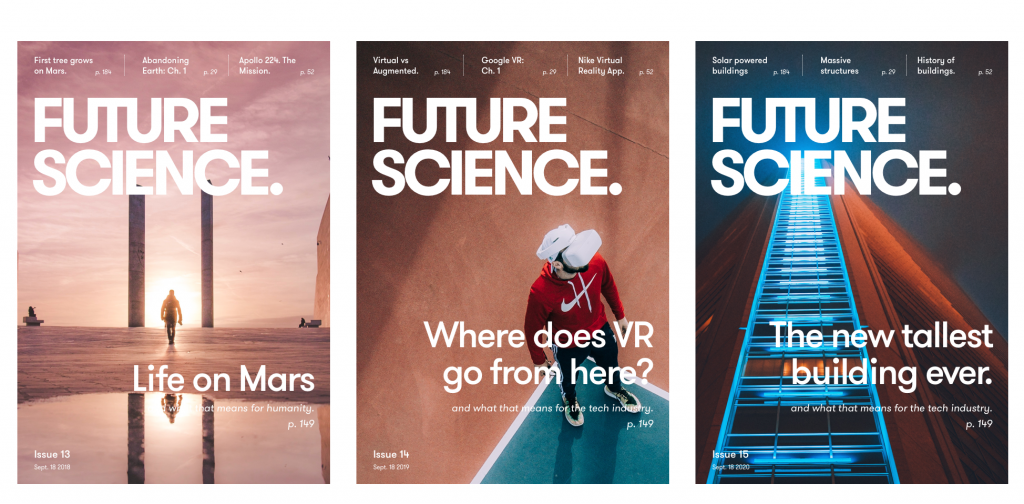 First tree grows
on Mars. p. 184
Abandoning
Earth: Ch. 1 p. 29
Apollo 224. The
Mission. p. 52
FUTURE
SCIENCE.
Life on Mars
and what that means for humanity.
p. 149
Issue 13
Sept. 18 2018
Virtual vs
Augmented. p. 184
Google VR:
Ch. 1 p. 29
Nike Virtual
Reality App. p. 52
FUTURE
SCIENCE.
Where does VR
go from here?
and what that means for the tech industry.
p. 149
Issue 14
Sept. 18 2019
Solar powered
buildings p. 184
Massive
structures p. 29
History of
buildings. p. 52
FUTURE
SCIENCE.
The new tallest
building ever.
and what that means for the tech industry.
p. 149
Issue 15
Sept. 18 2020